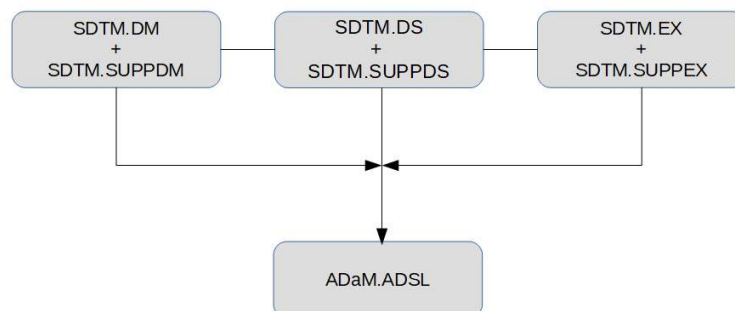 SDTM.DM
+
SDTM.SUPPDM
SDTM.DS
+
SDTM.SUPPDS
SDTM.EX
+
SDTM.SUPPEX
ADaM.ADSL